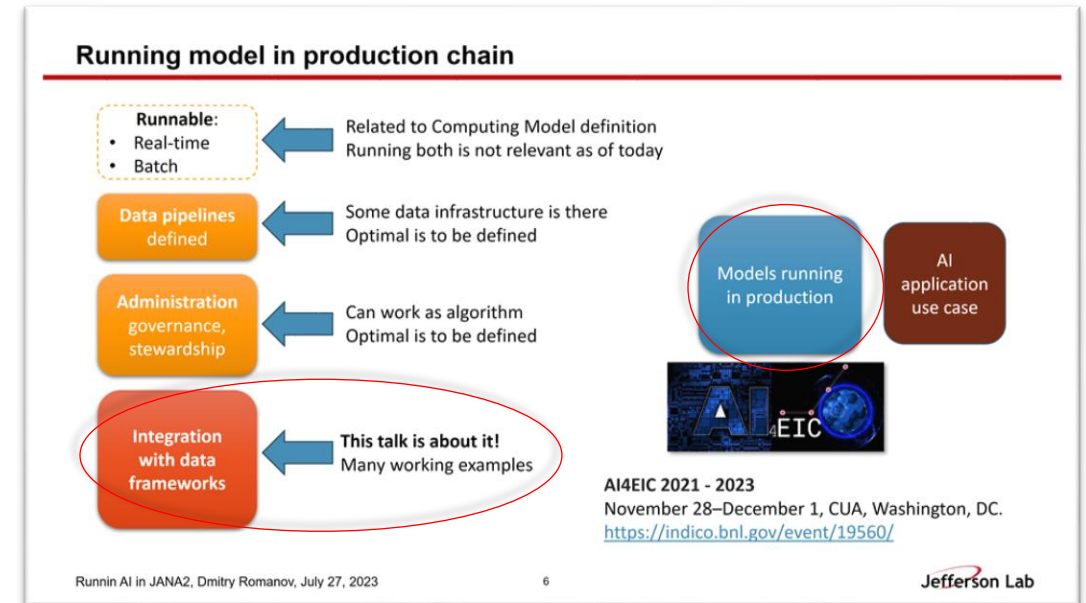 Running model in production chain
Runnable:
• Real-time
• Batch
Related to Computing Model definition
Running both is not relevant as of today
Data pipelines
defined
Some data infrastructure is there
Optimal is to be defined
Administration
governance,
stewardship
Can work as algorithm
Optimal is to be defined
Integration
with data
frameworks
This talk is about it!
Many working examples
Models running
in production
AI
application
use case
AI4EIC
AI4EIC 2021 - 2023
November 28–December 1, CUA, Washington, DC.
https://indico.bnl.gov/event/19560/
Runnin AI in JANA2, Dmitry Romanov, July 27, 2023
6
Jefferson Lab